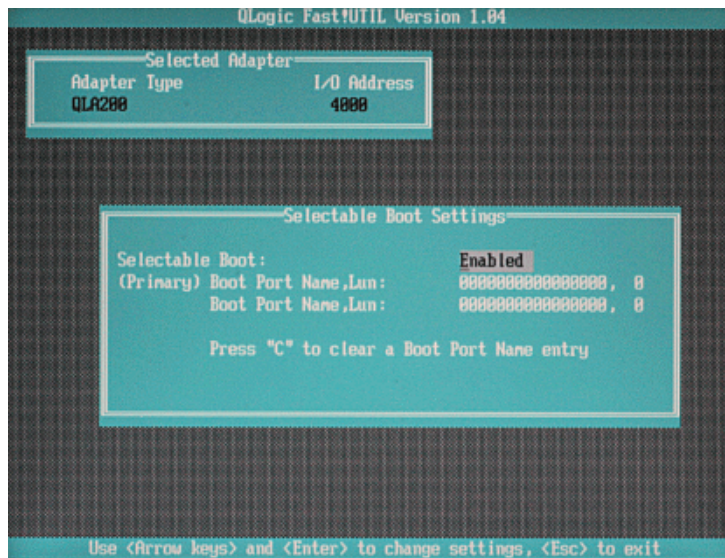 QLogic Fast!UTIL Version 1.04
Selected Adapter
Adapter Type I/O Address
QLA200 4000
Selectable Boot Settings
Selectable Boot: Enabled
(Primary) Boot Port Name,Lun: 0000000000000000, 0
Boot Port Name,Lun: 0000000000000000, 0
Press "C" to clear a Boot Port Name entry
Use <Arrow keys> and <Enter> to change settings, <Esc> to exit